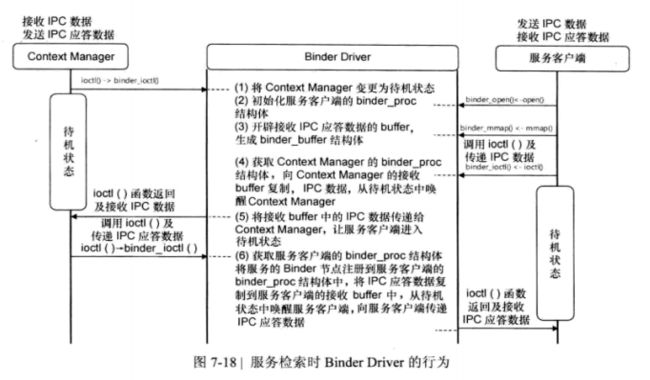 接收 IPC 数据
发送 IPC 应答数据
发送 IPC 数据
接收 IPC 应答数据
Context Manager
Binder Driver
服务客户端
ioctl() -> binder_ioctl()
(1) 将 Context Manager 变更为待机状态
(2) 初始化服务客户端的 binder_proc
结构体
binder_open()<-open()
(3) 开辟接收 IPC 应答数据的 buffer,
生成 binder_buffer 结构体
binder_mmap() <- mmap()
待
机
状
态
调用 ioctl ( ) 及
传递 IPC 数据
binder_ioctl() <- ioctl()
(4) 获取 Context Manager 的 binder_proc
结构体，向 Context Manager 的接收
buffer 复制，IPC 数据，从待机状态中唤
醒Context Manager
ioctl ( ) 函数返回
及接收 IPC 数据
(5) 将接收 buffer 中的 IPC 数据传递给
Context Manager，让服务客户端进入
待机状态
调用 ioctl ( ) 及
传递 IPC 应答数据
ioctl ( )→binder_ioctl ( )
(6) 获取服务客户端的 binder_proc 结构体
将服务的 Binder 节点注册到服务客户端的
binder_proc 结构体中，将 IPC 应答数据复
制到服务客户端的接收 buffer 中，从待机
状态中唤醒服务客户端，向服务客户端传递
IPC 应答数据
待
机
状
态
ioctl ( ) 函数
返回及接收
IPC 应答数据
图 7-18 | 服务检索时 Binder Driver 的行为